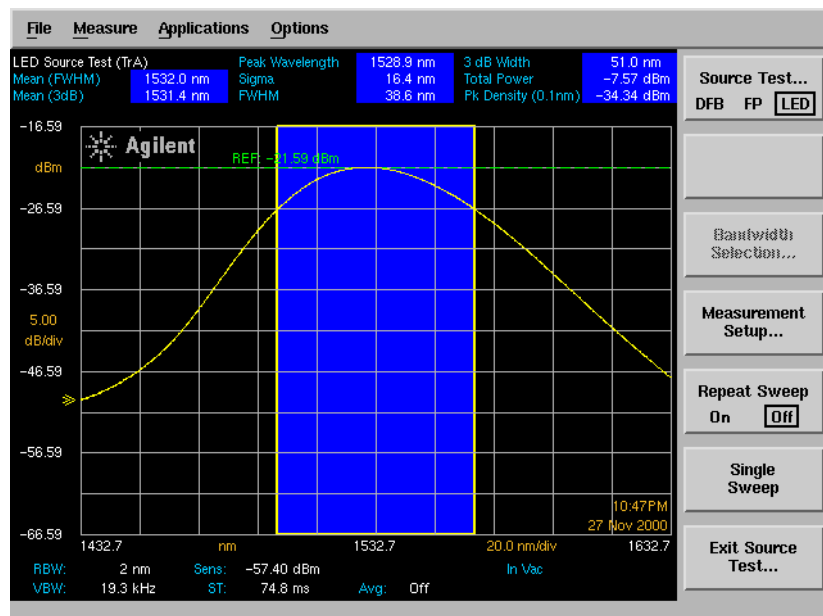 File Measure Applications Options
LED Source Test (TrA)
Mean (FWHM) 1532.0 nm
Mean (3dB) 1531.4 nm
Peak Wavelength 1528.9 nm
Sigma 16.4 nm
FWHM 38.6 nm
3 dB Width 51.0 nm
Total Power -7.57 dBm
Pk Density (0.1nm) -34.34 dBm
-16.59
dBm
-26.59
-36.59
5.00
dB/div
-46.59
-56.59
-66.59
Agilent
REF: -21.59 dBm
10:47PM
27 Nov 2000
1432.7 nm 1532.7 20.0 nm/div 1632.7
RBW: 2 nm Sens: -57.40 dBm In Vac
VBW: 19.3 kHz ST: 74.8 ms Avg: Off
Source Test...
DFB FP LED
Bandwidth
Selection...
Measurement
Setup...
Repeat Sweep
On Off
Single
Sweep
Exit Source
Test...